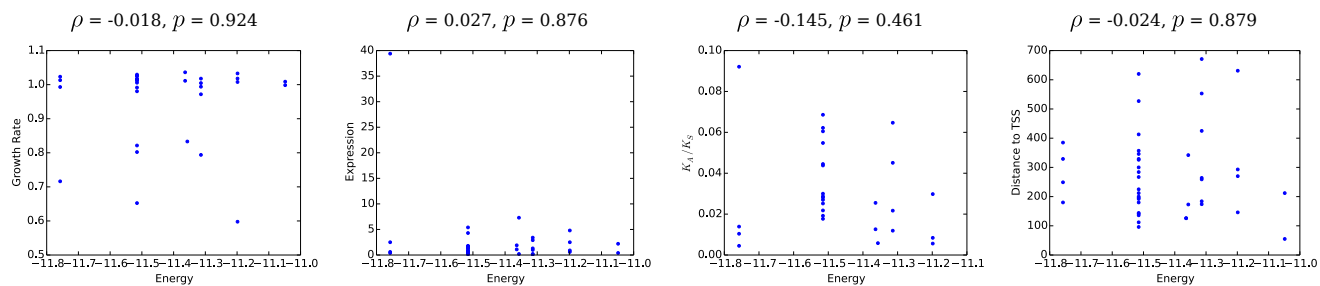 ρ = -0.018, p = 0.924
ρ = 0.027, p = 0.876
ρ = -0.145, p = 0.461
ρ = -0.024, p = 0.879
1.1
1.0
0.9
0.8
0.7
0.6
0.5
Growth Rate
−11.8−11.7−11.6−11.5−11.4−11.3−11.2−11.1−11.0
Energy
40
35
30
25
20
15
10
5
0
Expression
−11.8−11.7−11.6−11.5−11.4−11.3−11.2−11.1−11.0
Energy
0.10
0.08
0.06
0.04
0.02
0.00
K_A/K_S
−11.8 −11.7 −11.6 −11.5 −11.4 −11.3 −11.2 −11.1
Energy
700
600
500
400
300
200
100
0
Distance to TSS
−11.8−11.7−11.6−11.5−11.4−11.3−11.2−11.1−11.0
Energy